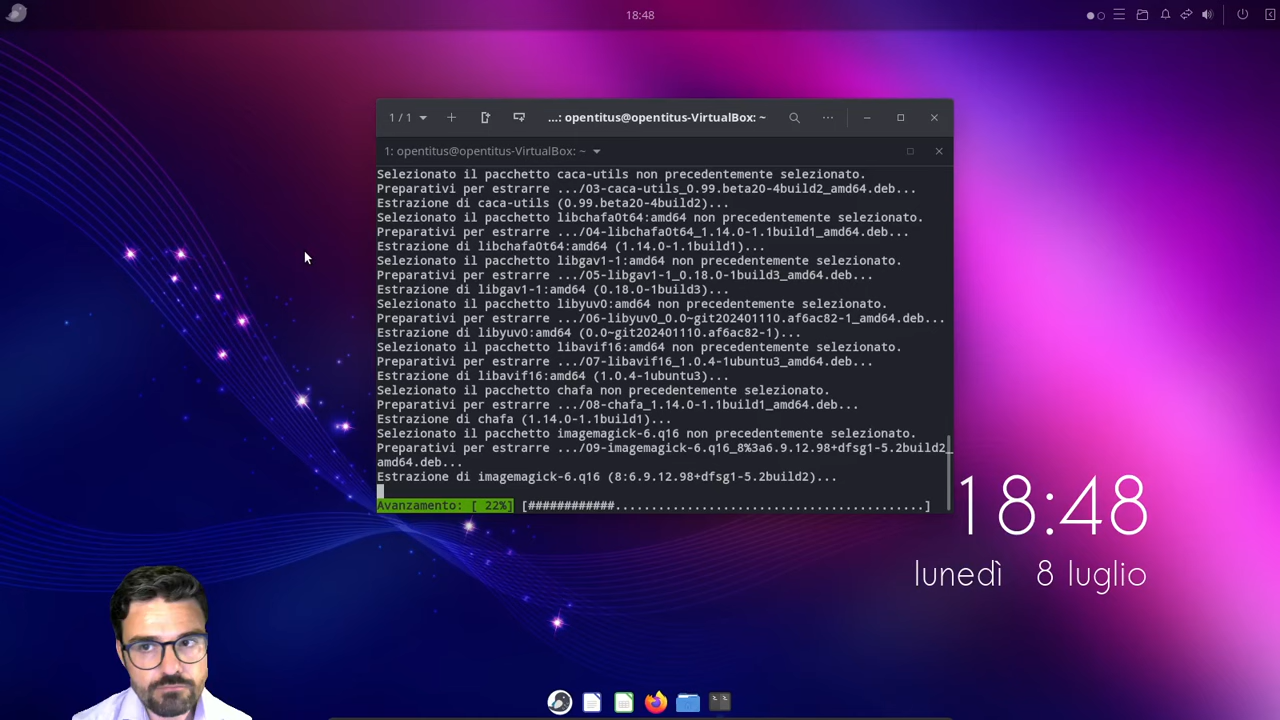 18:48
1 / 1
...: opentitus@opentitus-VirtualBox: ~
1: opentitus@opentitus-VirtualBox: ~
Selezionato il pacchetto caca-utils non precedentemente selezionato.
Preparativi per estrarre .../03-caca-utils_0.99.beta20-4build2_amd64.deb...
Estrazione di caca-utils (0.99.beta20-4build2)...
Selezionato il pacchetto libchafa0t64:amd64 non precedentemente selezionato.
Preparativi per estrarre .../04-libchafa0t64_1.14.0-1.1build1_amd64.deb...
Estrazione di libchafa0t64:amd64 (1.14.0-1.1build1)...
Selezionato il pacchetto libgav1-1:amd64 non precedentemente selezionato.
Preparativi per estrarre .../05-libgav1-1_0.18.0-1build3_amd64.deb...
Estrazione di libgav1-1:amd64 (0.18.0-1build3)...
Selezionato il pacchetto libyuv0:amd64 non precedentemente selezionato.
Preparativi per estrarre .../06-libyuv0_0.0~git202401110.af6ac82-1_amd64.deb...
Estrazione di libyuv0:amd64 (0.0~git202401110.af6ac82-1)...
Selezionato il pacchetto libavif16:amd64 non precedentemente selezionato.
Preparativi per estrarre .../07-libavif16_1.0.4-1ubuntu3_amd64.deb...
Estrazione di libavif16:amd64 (1.0.4-1ubuntu3)...
Selezionato il pacchetto chafa non precedentemente selezionato.
Preparativi per estrarre .../08-chafa_1.14.0-1.1build1_amd64.deb...
Estrazione di chafa (1.14.0-1.1build1)...
Selezionato il pacchetto imagemagick-6.q16 non precedentemente selezionato.
Preparativi per estrarre .../09-imagemagick-6.q16_8%3a6.9.12.98+dfsg1-5.2build2_
amd64.deb...
Estrazione di imagemagick-6.q16 (8:6.9.12.98+dfsg1-5.2build2)...
Avanzamento: [ 22%] [############...........................................]
18:48
lunedì 8 luglio